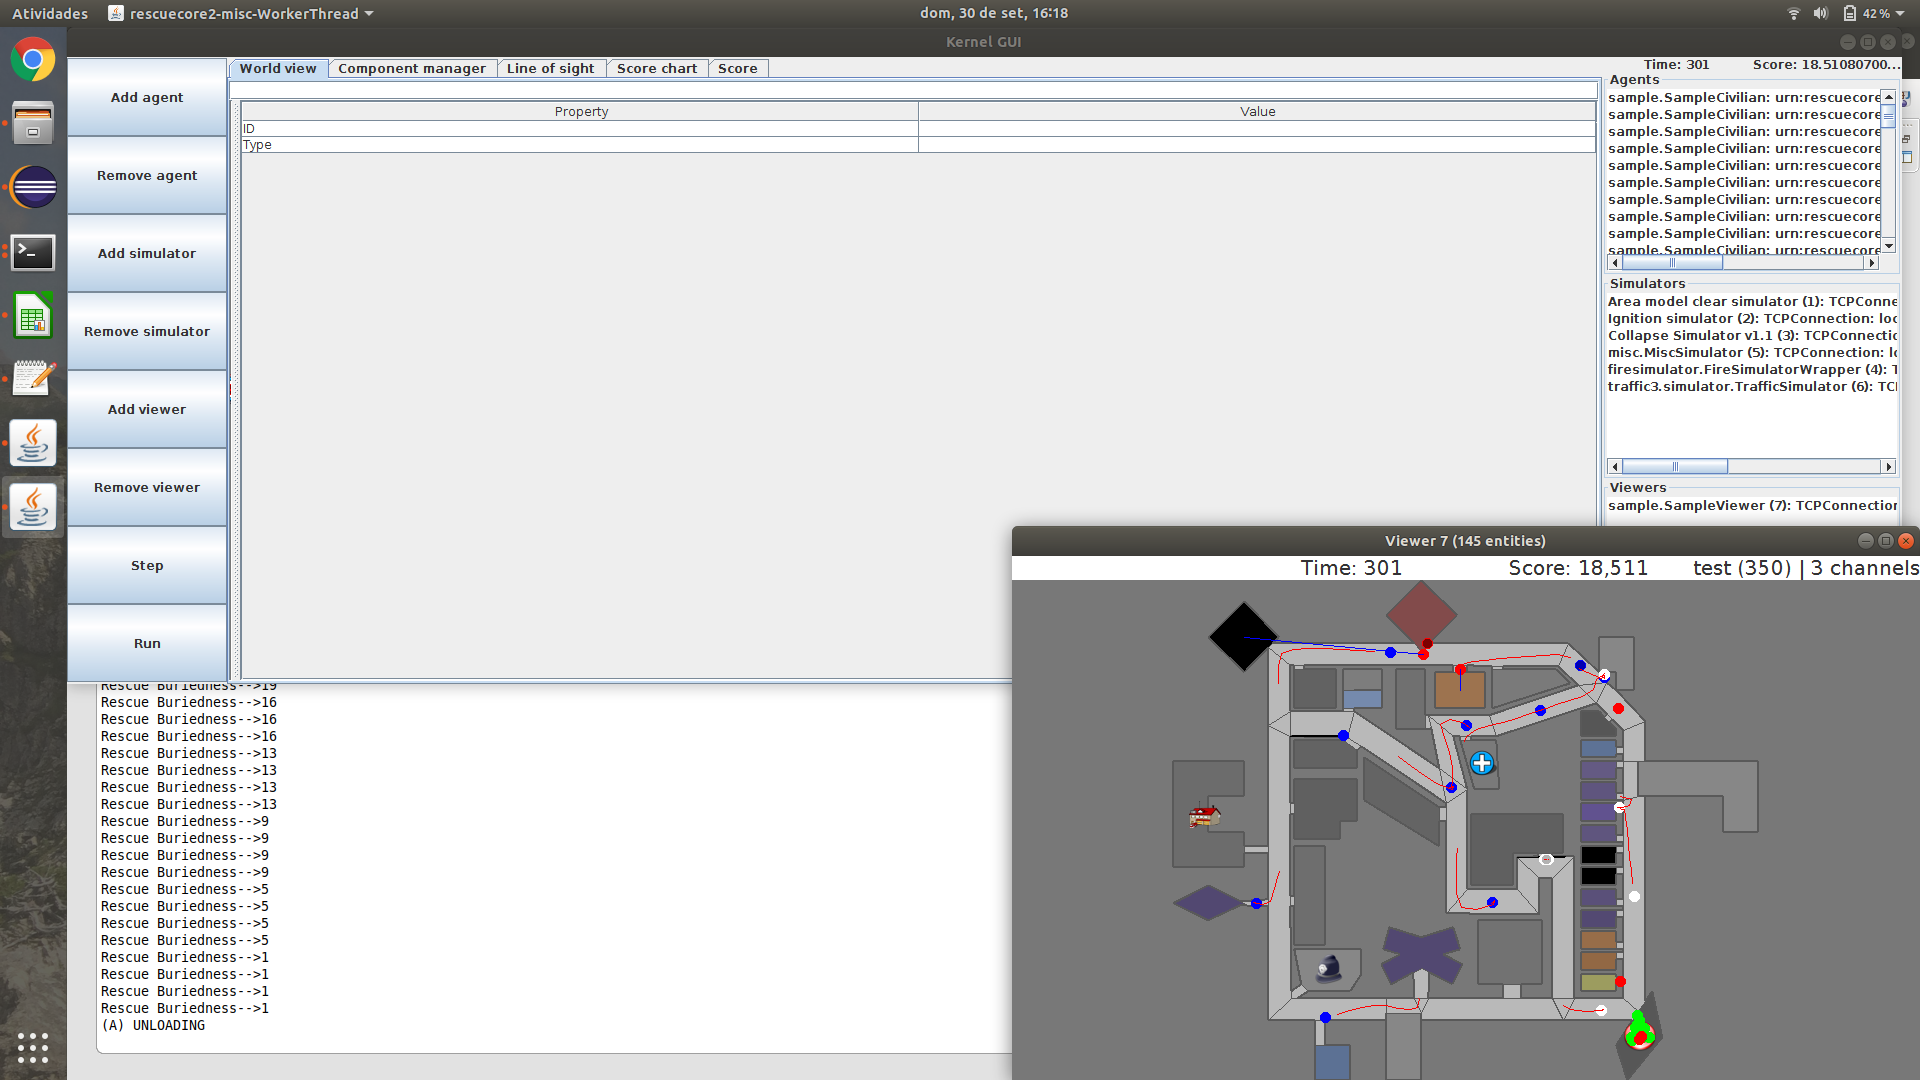 Atividades
rescuecore2-misc-WorkerThread
dom, 30 de set, 16:18
42 %
Kernel GUI
Add agent
Remove agent
Add simulator
Remove simulator
Add viewer
Remove viewer
Step
Run
World view
Component manager
Line of sight
Score chart
Score
Property
Value
ID
Type
Time: 301
Score: 18.51080700...
Agents
sample.SampleCivilian: urn:rescuecore
sample.SampleCivilian: urn:rescuecore
sample.SampleCivilian: urn:rescuecore
sample.SampleCivilian: urn:rescuecore
sample.SampleCivilian: urn:rescuecore
sample.SampleCivilian: urn:rescuecore
sample.SampleCivilian: urn:rescuecore
sample.SampleCivilian: urn:rescuecore
sample.SampleCivilian: urn:rescuecore
sample.SampleCivilian: urn:rescuecore
Simulators
Area model clear simulator (1): TCPConne
Ignition simulator (2): TCPConnection: loc
Collapse Simulator v1.1 (3): TCPConnectio
misc.MiscSimulator (5): TCPConnection: l
firesimulator.FireSimulatorWrapper (4): T
traffic3.simulator.TrafficSimulator (6): TC
Viewers
sample.SampleViewer (7): TCPConnection
Rescue Buriedness-->19
Rescue Buriedness-->16
Rescue Buriedness-->16
Rescue Buriedness-->16
Rescue Buriedness-->13
Rescue Buriedness-->13
Rescue Buriedness-->13
Rescue Buriedness-->13
Rescue Buriedness-->9
Rescue Buriedness-->9
Rescue Buriedness-->9
Rescue Buriedness-->9
Rescue Buriedness-->5
Rescue Buriedness-->5
Rescue Buriedness-->5
Rescue Buriedness-->5
Rescue Buriedness-->1
Rescue Buriedness-->1
Rescue Buriedness-->1
Rescue Buriedness-->1
(A) UNLOADING
Viewer 7 (145 entities)
Time: 301
Score: 18,511
test (350) | 3 channels